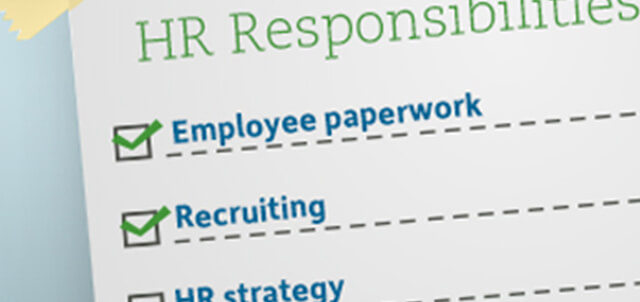 HR Responsibilities
Employee paperwork
Recruiting
HR strategy